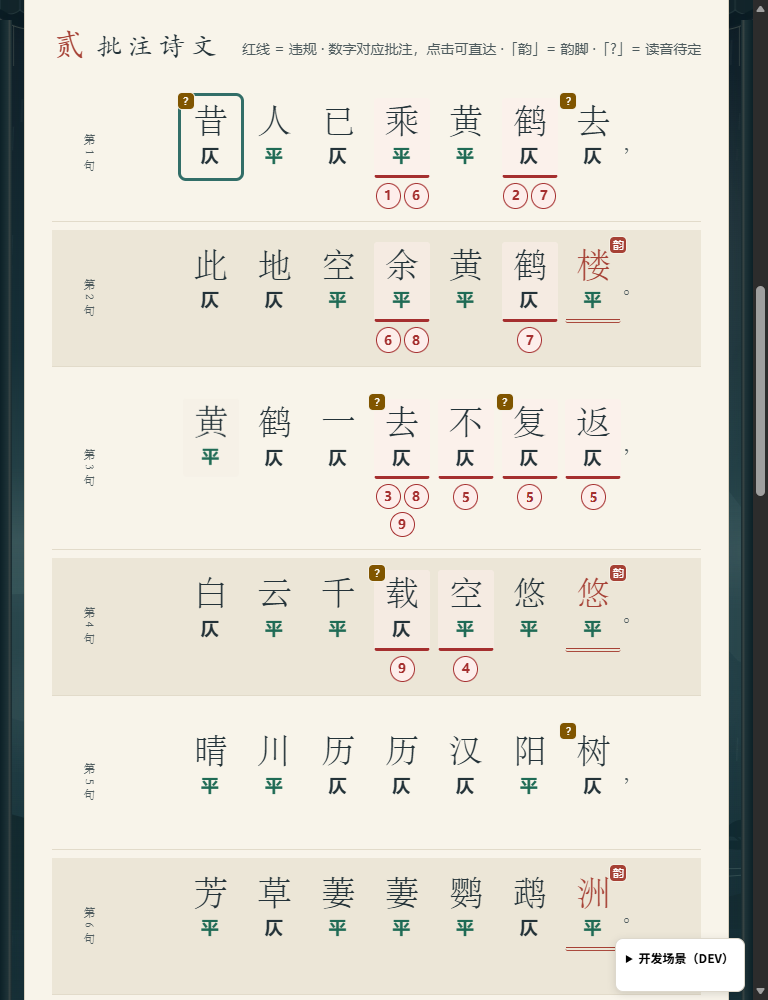 贰 批注诗文 红线 = 违规 · 数字对应批注，点击可直达 ·「韵」= 韵脚 ·「?」= 读音待定
第1句
? ?
昔 人 已 乘 黄 鹤 去 ，
仄 平 仄 平 平 仄 仄
1 6 2 7
第2句
韵
此 地 空 余 黄 鹤 楼 。
仄 仄 平 平 平 仄 平
6 8 7
第3句
? ?
黄 鹤 一 去 不 复 返 ，
平 仄 仄 仄 仄 仄 仄
3 8 5 5 5
9
第4句
? 韵
白 云 千 载 空 悠 悠 。
仄 平 平 仄 平 平 平
9 4
第5句
?
晴 川 历 历 汉 阳 树 ，
平 平 仄 仄 仄 平 仄
第6句
韵
芳 草 萋 萋 鹦 鹉 洲 。
平 仄 平 平 平 仄 平
▶ 开发场景（DEV）